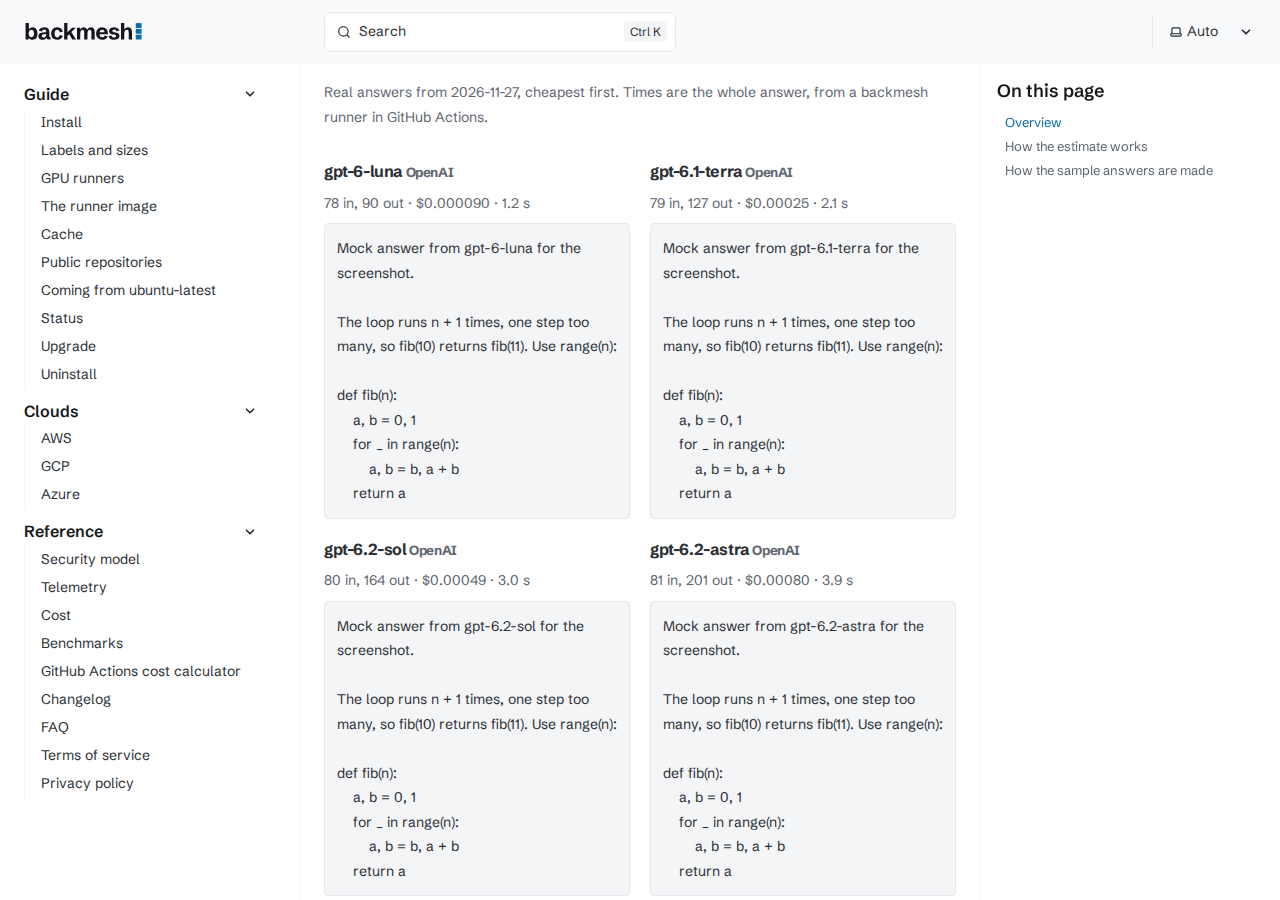 backmesh
Search
Ctrl K
Auto
Guide
Install
Labels and sizes
GPU runners
The runner image
Cache
Public repositories
Coming from ubuntu-latest
Status
Upgrade
Uninstall
Clouds
AWS
GCP
Azure
Reference
Security model
Telemetry
Cost
Benchmarks
GitHub Actions cost calculator
Changelog
FAQ
Terms of service
Privacy policy
Real answers from 2026-11-27, cheapest first. Times are the whole answer, from a backmesh
runner in GitHub Actions.
gpt-6-luna OpenAI
78 in, 90 out · $0.000090 · 1.2 s
Mock answer from gpt-6-luna for the
screenshot.
The loop runs n + 1 times, one step too
many, so fib(10) returns fib(11). Use range(n):
def fib(n):
    a, b = 0, 1
    for _ in range(n):
        a, b = b, a + b
    return a
gpt-6.1-terra OpenAI
79 in, 127 out · $0.00025 · 2.1 s
Mock answer from gpt-6.1-terra for the
screenshot.
The loop runs n + 1 times, one step too
many, so fib(10) returns fib(11). Use range(n):
def fib(n):
    a, b = 0, 1
    for _ in range(n):
        a, b = b, a + b
    return a
gpt-6.2-sol OpenAI
80 in, 164 out · $0.00049 · 3.0 s
Mock answer from gpt-6.2-sol for the
screenshot.
The loop runs n + 1 times, one step too
many, so fib(10) returns fib(11). Use range(n):
def fib(n):
    a, b = 0, 1
    for _ in range(n):
        a, b = b, a + b
    return a
gpt-6.2-astra OpenAI
81 in, 201 out · $0.00080 · 3.9 s
Mock answer from gpt-6.2-astra for the
screenshot.
The loop runs n + 1 times, one step too
many, so fib(10) returns fib(11). Use range(n):
def fib(n):
    a, b = 0, 1
    for _ in range(n):
        a, b = b, a + b
    return a
On this page
Overview
How the estimate works
How the sample answers are made